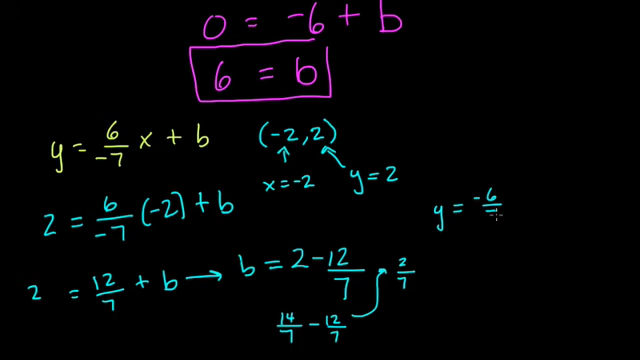 0 = -6 + b
6 = b
y = 6/-7 x + b
(-2, 2)
x = -2
y = 2
2 = 6/-7 (-2) + b
y = -6/
2 = 12/7 + b → b = 2 - 12/7
2/7
14/7 - 12/7